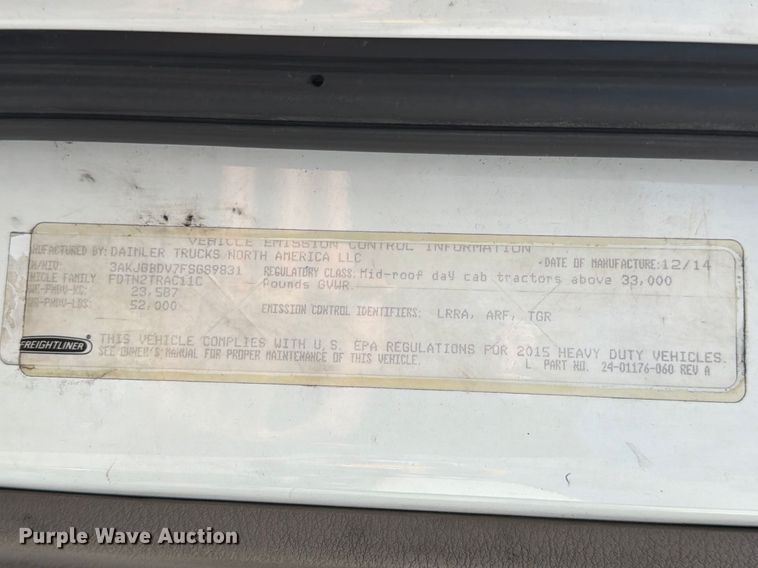 VEHICLE EMISSION CONTROL INFORMATION
MANUFACTURED BY: DAIMLER TRUCKS NORTH AMERICA LLC
DATE OF MANUFACTURE: 12/14
3AKJGBDV7FSGS9831
REGULATORY CLASS: Mid-roof day cab tractors above 33,000
VEHICLE FAMILY FDTN2TRAC11C
Pounds GVWR.
23,587
52,000
EMISSION CONTROL IDENTIFIERS: LRRA, ARF, TGR
FREIGHTLINER
THIS VEHICLE COMPLIES WITH U.S. EPA REGULATIONS FOR 2015 HEAVY DUTY VEHICLES.
SEE OWNER'S MANUAL FOR PROPER MAINTENANCE OF THIS VEHICLE.
L PART NO. 24-01176-060 REV A
Purple Wave Auction